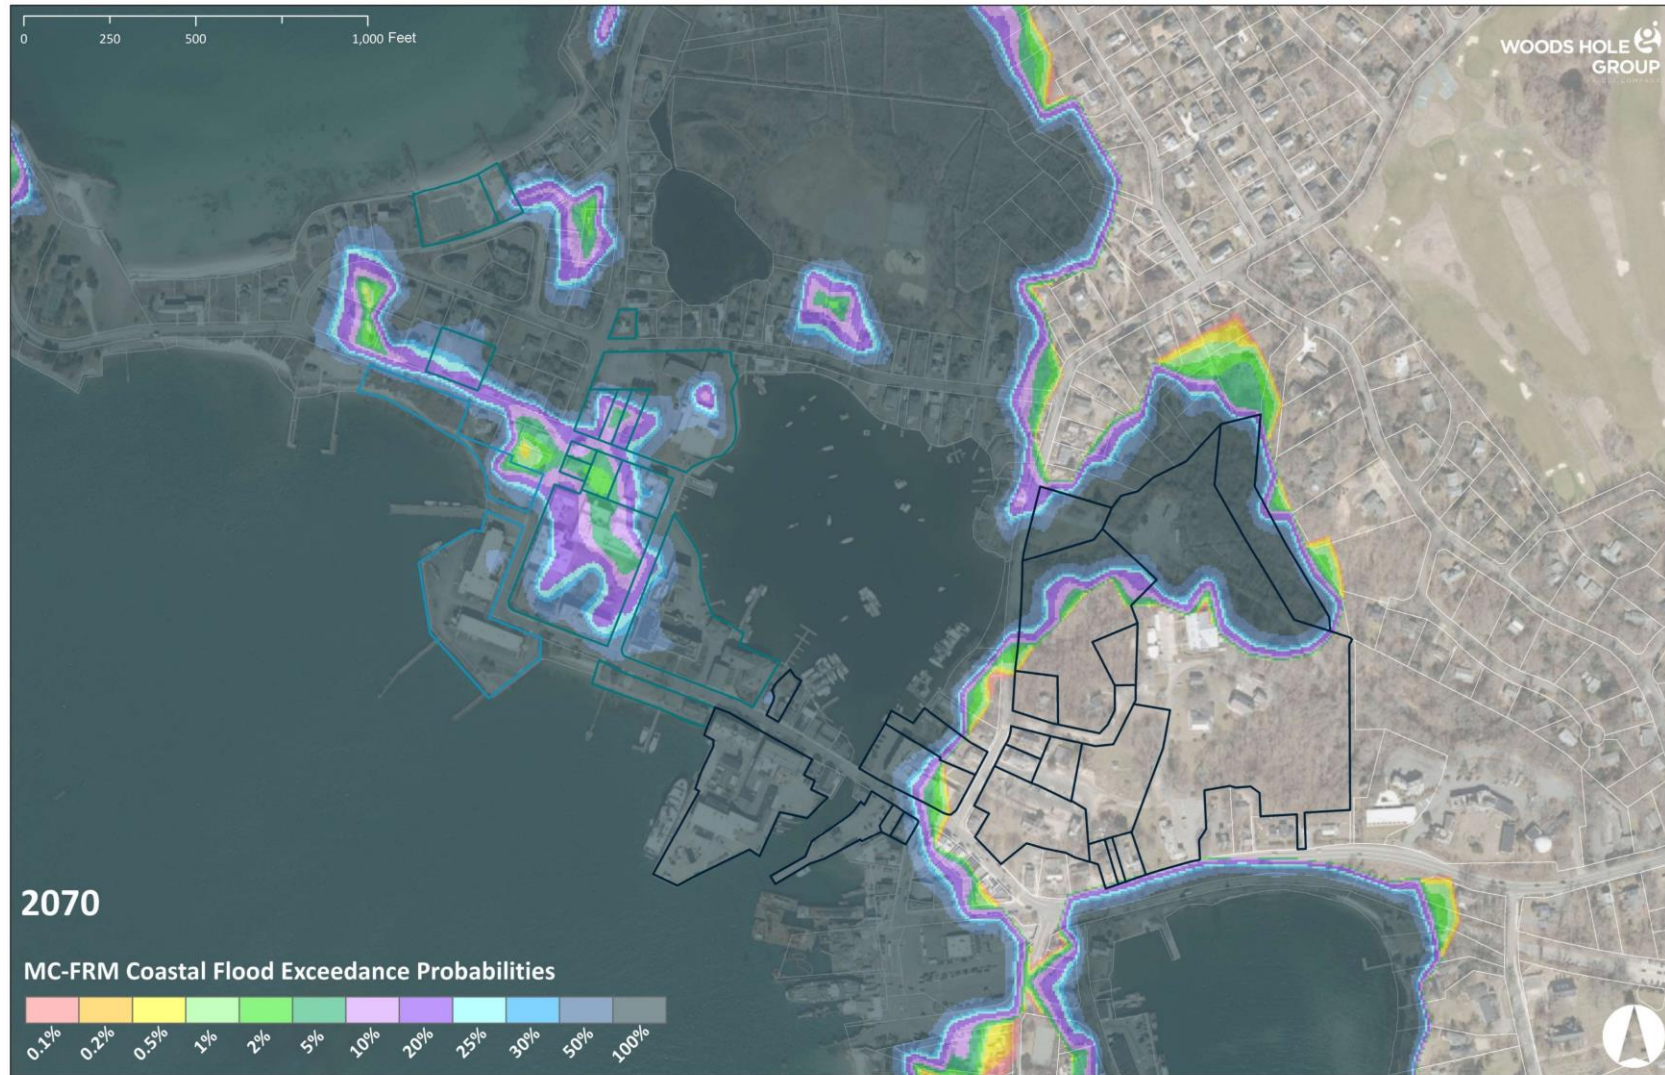 0 250 500 1,000 Feet
WOODS HOLE
GROUP
2070
MC-FRM Coastal Flood Exceedance Probabilities
0.1% 0.2% 0.5% 1% 2% 5% 10% 20% 25% 30% 50% 100%